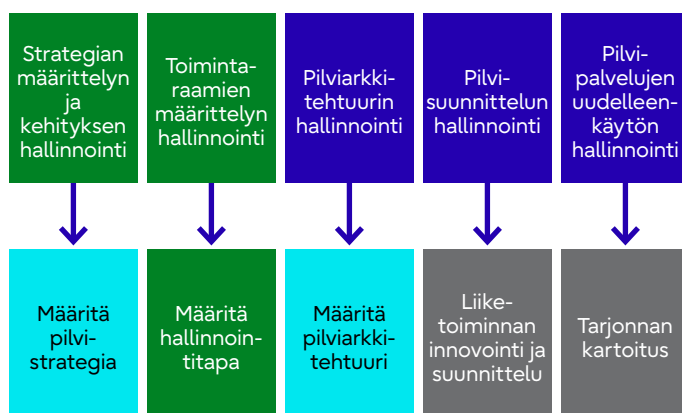 Strategian
määrittelyn
ja
kehityksen
hallinnointi
Toiminta-
raamien
määrittelyn
hallinnointi
Pilviarkki-
tehtuurin
hallinnointi
Pilvi-
suunnittelun
hallinnointi
Pilvi-
palvelujen
uudelleen-
käytön
hallinnointi
Määritä
pilvi-
strategia
Määritä
hallinnoin-
titapa
Määritä
pilviarkki-
tehtuuri
Liike-
toiminnan
innovointi ja
suunnittelu
Tarjonnan
kartoitus